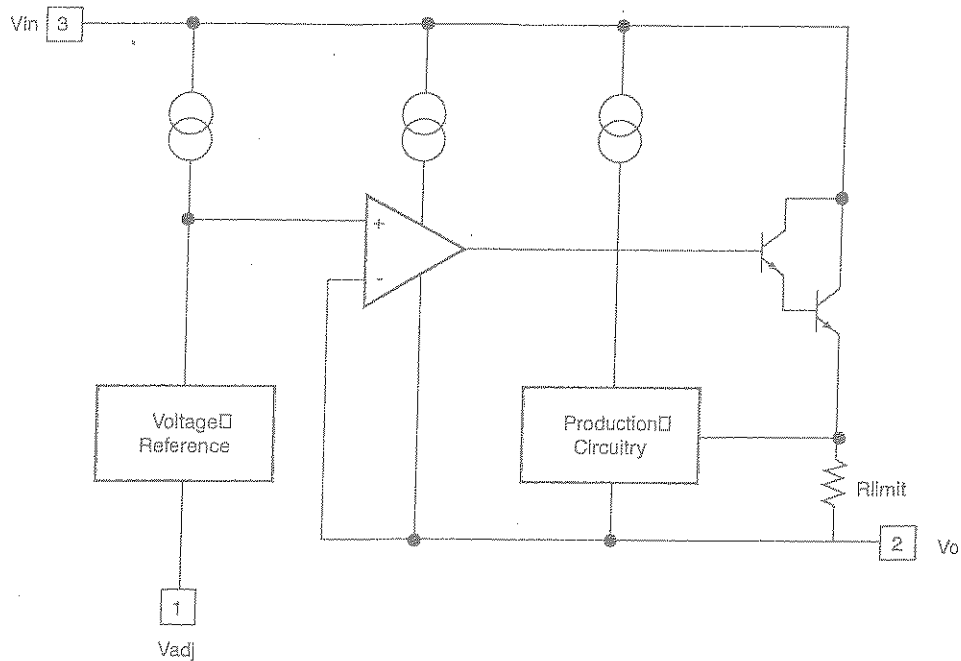 Vin 3
+
-
Voltage□
Reference
Production□
Circuitry
Rlimit
2 Vo
1
Vadj